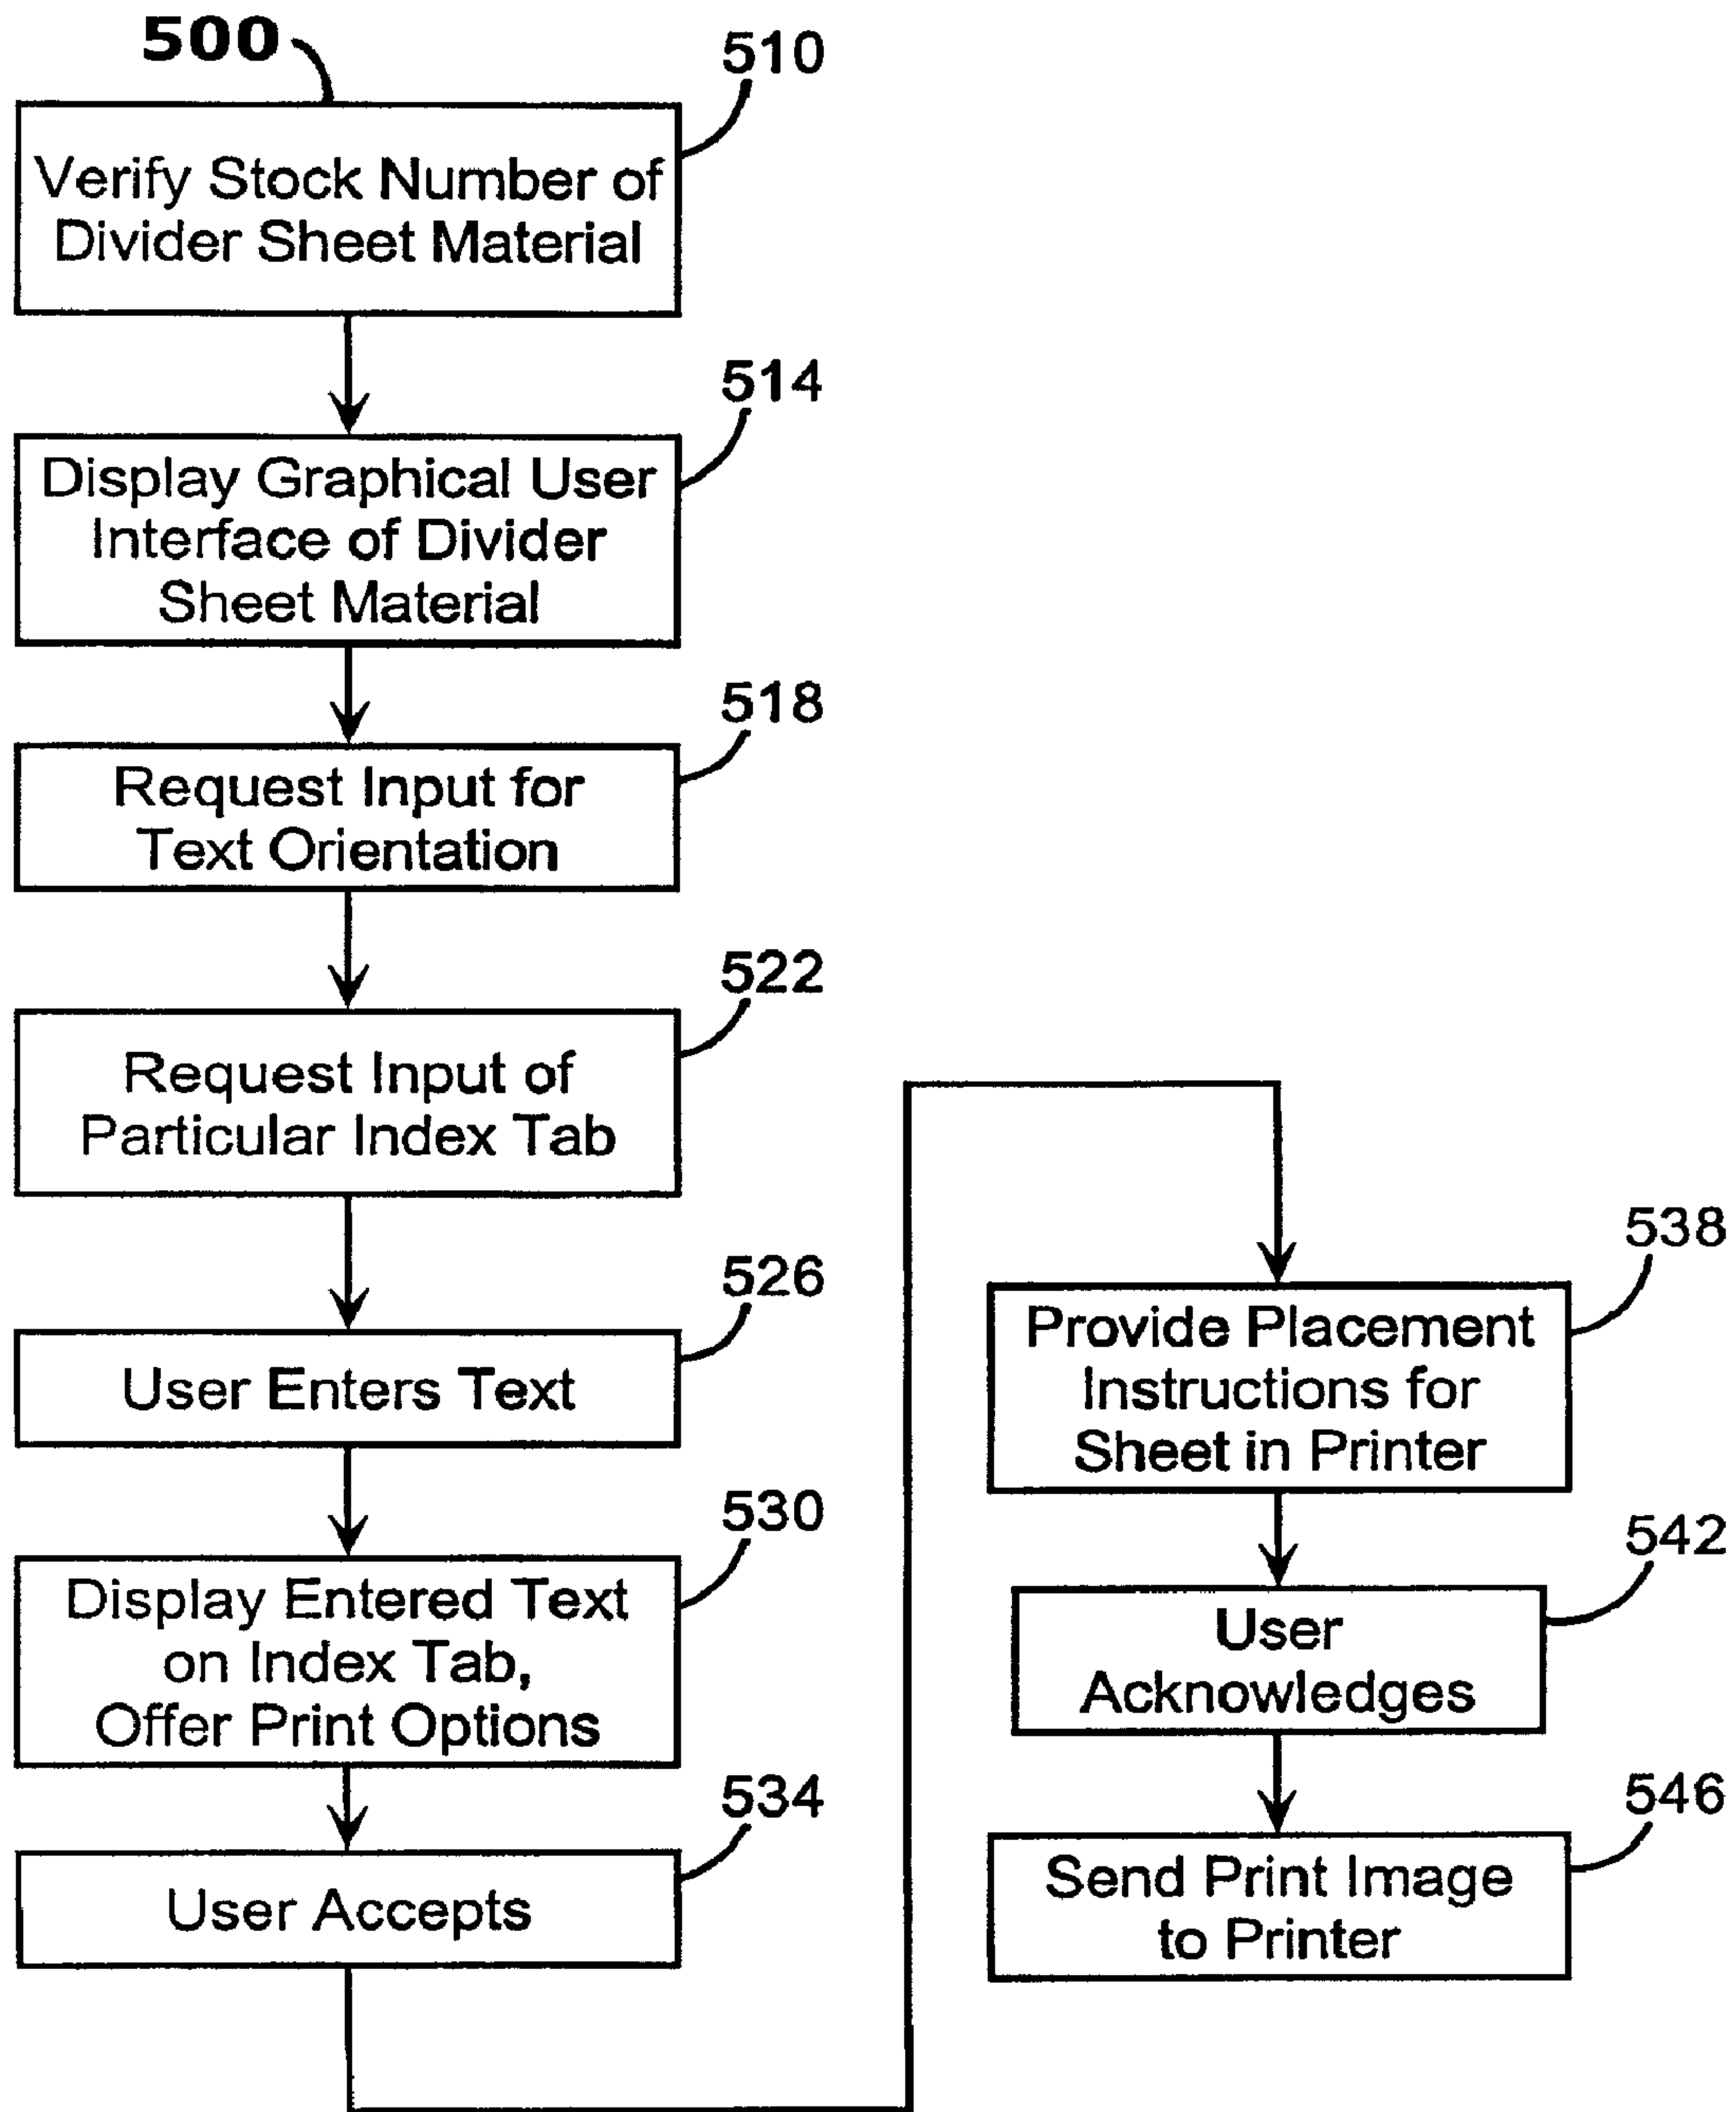 500
510
Verify Stock Number of
Divider Sheet Material
514
Display Graphical User
Interface of Divider
Sheet Material
518
Request Input for
Text Orientation
522
Request Input of
Particular Index Tab
526
User Enters Text
530
Display Entered Text
on Index Tab,
Offer Print Options
534
User Accepts
538
Provide Placement
Instructions for
Sheet in Printer
542
User
Acknowledges
546
Send Print Image
to Printer